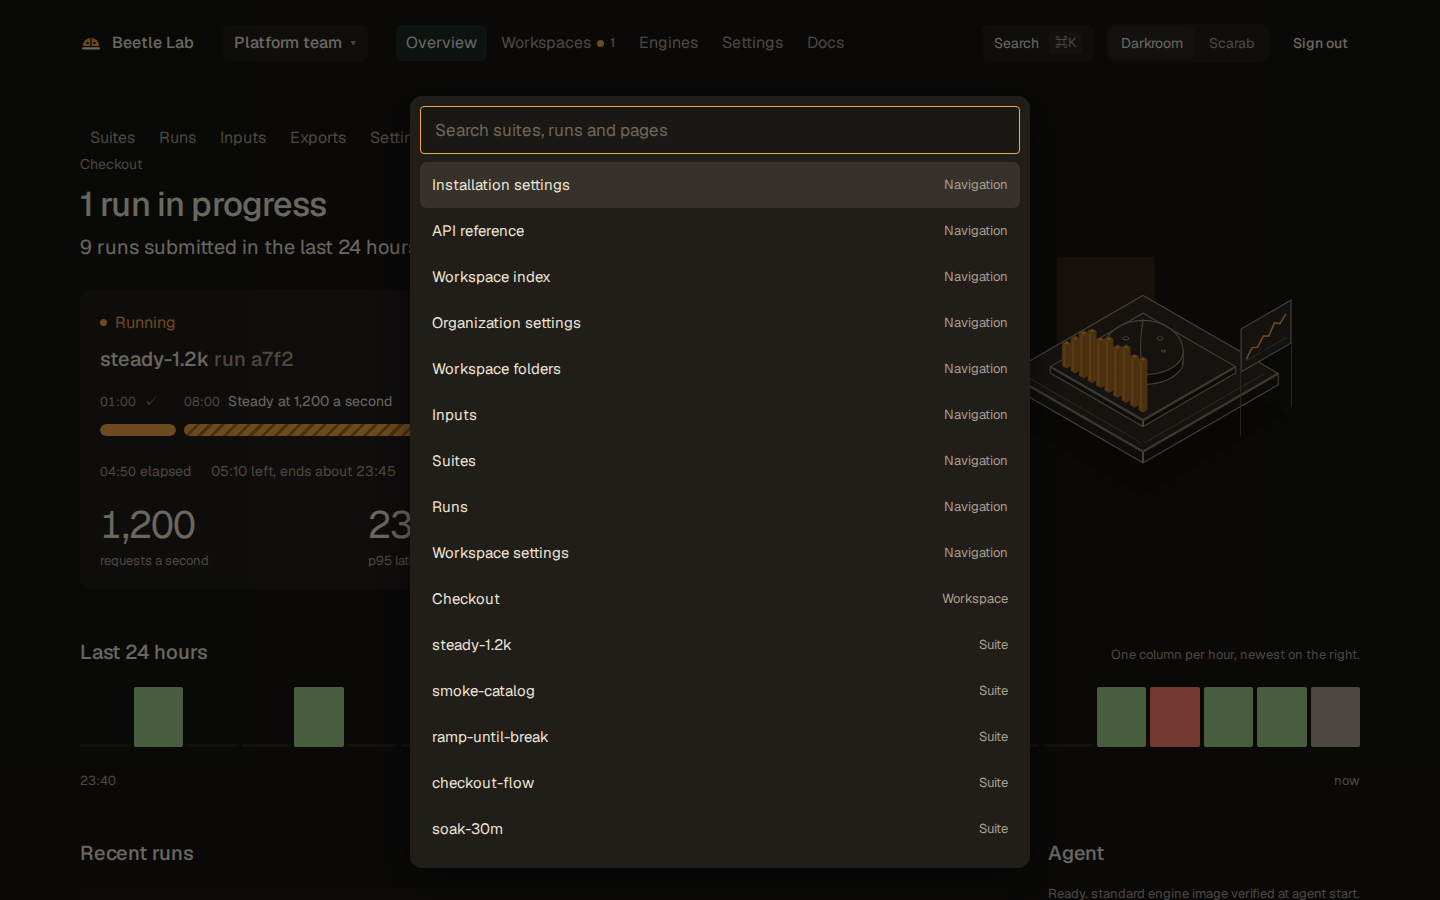 Beetle Lab
Platform team
Overview
Workspaces 1
Engines
Settings
Docs
Search ⌘K
Darkroom
Scarab
Sign out
Suites
Runs
Inputs
Exports
Checkout
1 run in progress
9 runs submitted in the last 24 hours
Running
steady-1.2k run a7f2
01:00 ✓
08:00 Steady at 1,200 a second
04:50 elapsed
05:10 left, ends about 23:45
1,200
requests a second
23
p95
Search suites, runs and pages
Installation settings Navigation
API reference Navigation
Workspace index Navigation
Organization settings Navigation
Workspace folders Navigation
Inputs Navigation
Suites Navigation
Runs Navigation
Workspace settings Navigation
Checkout Workspace
steady-1.2k Suite
smoke-catalog Suite
ramp-until-break Suite
checkout-flow Suite
soak-30m Suite
Last 24 hours
One column per hour, newest on the right.
23:40
now
Recent runs
Agent
Ready. standard engine image verified at agent start.